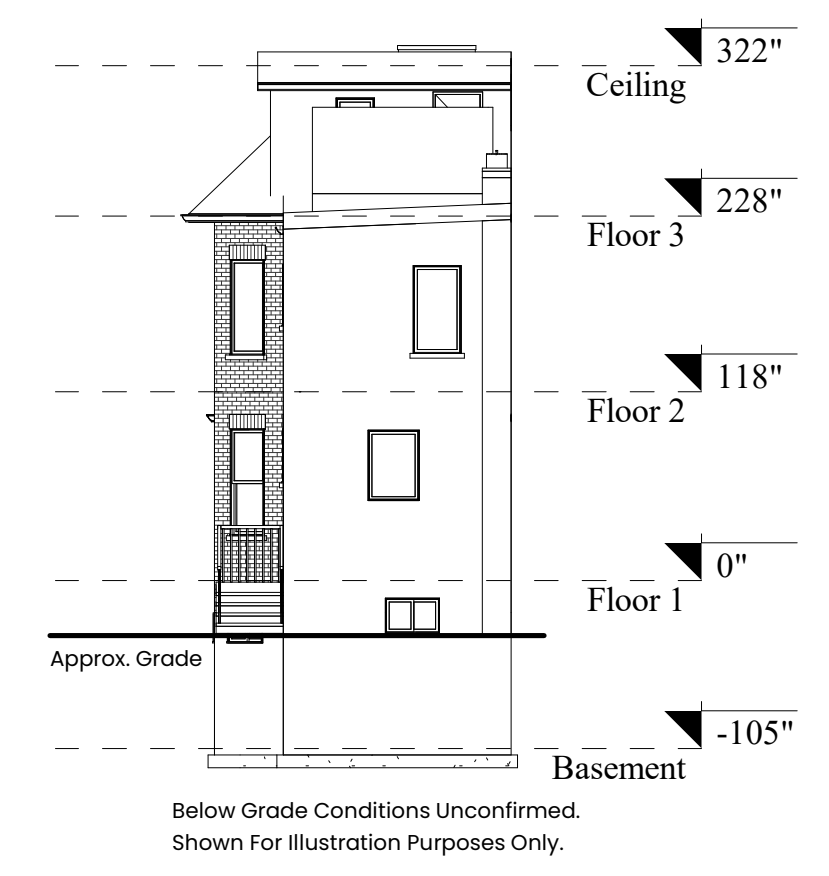 322"
Ceiling
228"
Floor 3
118"
Floor 2
0"
Floor 1
Approx. Grade
-105"
Basement
Below Grade Conditions Unconfirmed.
Shown For Illustration Purposes Only.